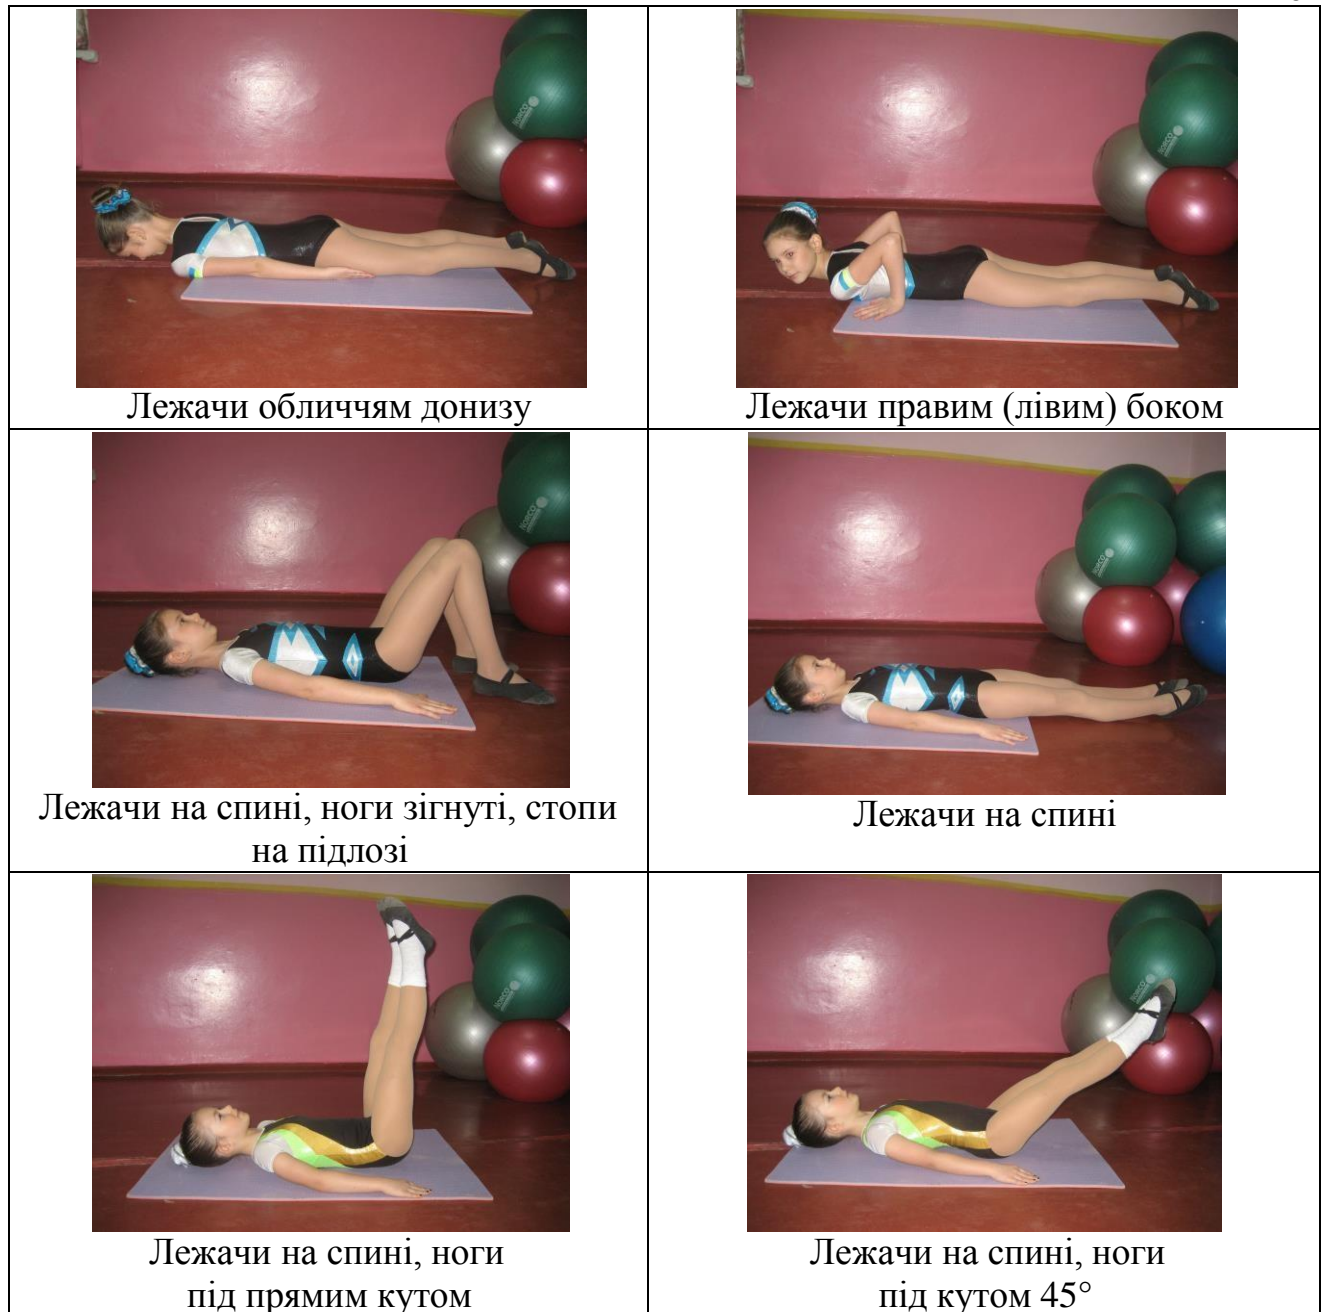 Лежачи обличчям донизу
Лежачи правим (лівим) боком
Лежачи на спині, ноги зігнуті, стопи
на підлозі
Лежачи на спині
Лежачи на спині, ноги
під прямим кутом
Лежачи на спині, ноги
під кутом 45°